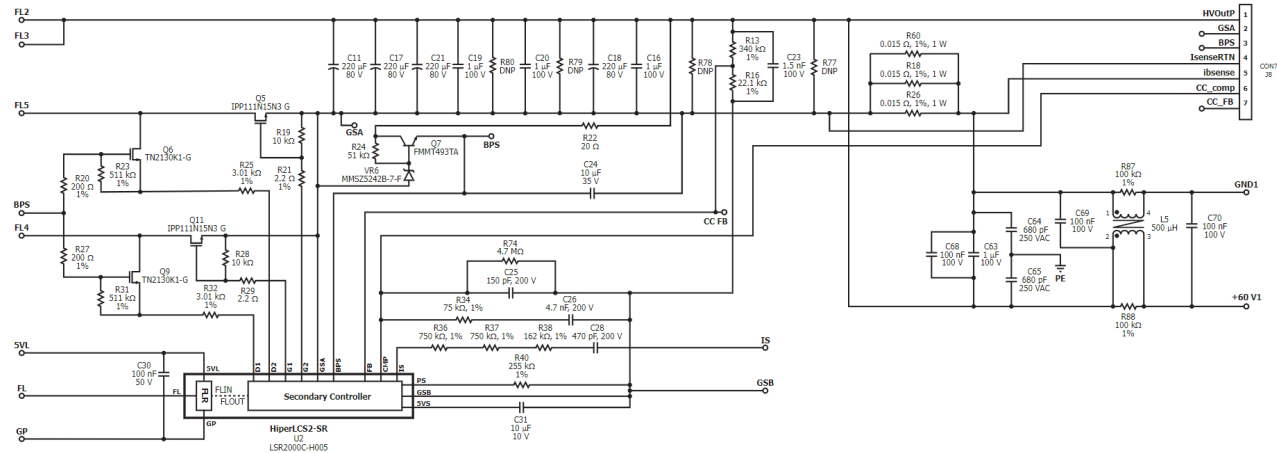 FL2
FL3
C11
220 µF
80 V
C17
220 µF
80 V
C21
220 µF
80 V
C19
1 µF
100 V
R80
DNP
C20
1 µF
100 V
R79
DNP
C18
220 µF
80 V
C16
1 µF
100 V
R78
DNP
R13
340 kΩ
1%
R16
22.1 kΩ
1%
C23
1.5 nF
100 V
R77
DNP
R60
0.015 Ω, 1%, 1 W
R18
0.015 Ω, 1%, 1 W
R26
0.015 Ω, 1%, 1 W
HVOutP
1
GSA
2
BPS
3
IsenseRTN
4
ibsense
5
CC_comp
6
CC_FB
7
CON7
J8
FL5
Q5
IPP111N15N3 G
R19
10 kΩ
GSA
R24
51 kΩ
Q7
FMMT493TA
BPS
R22
20 Ω
VR6
MMSZ5242B-7-F
C24
10 µF
35 V
Q6
TN2130K1-G
R23
511 kΩ
1%
R20
200 Ω
1%
R25
3.01 kΩ
1%
R21
2.2 Ω
1%
BPS
FL4
Q11
IPP111N15N3 G
R27
200 Ω
1%
R28
10 kΩ
Q9
TN2130K1-G
R31
511 kΩ
1%
R32
3.01 kΩ
1%
R29
2.2 Ω
CC FB
R74
4.7 MΩ
C25
150 pF, 200 V
R34
75 kΩ, 1%
C26
4.7 nF, 200 V
R36
750 kΩ, 1%
R37
750 kΩ, 1%
R38
162 kΩ, 1%
C28
470 pF, 200 V
IS
R40
255 kΩ
1%
GSB
C31
10 µF
10 V
R87
100 kΩ
1%
GND1
C69
100 nF
100 V
1
4
L5
500 µH
2
3
C70
100 nF
100 V
C64
680 pF
250 VAC
C68
100 nF
100 V
C63
1 µF
100 V
PE
C65
680 pF
250 VAC
+60 V1
R88
100 kΩ
1%
5VL
C30
100 nF
50 V
FL
GP
5VL
D1
D2
G1
G2
GSA
BPS
FB
CMP
IS
FL
FLR
FLIN
FLOUT
Secondary Controller
PS
GSB
5VS
GP
HiperLCS2-SR
U2
LSR2000C-H005